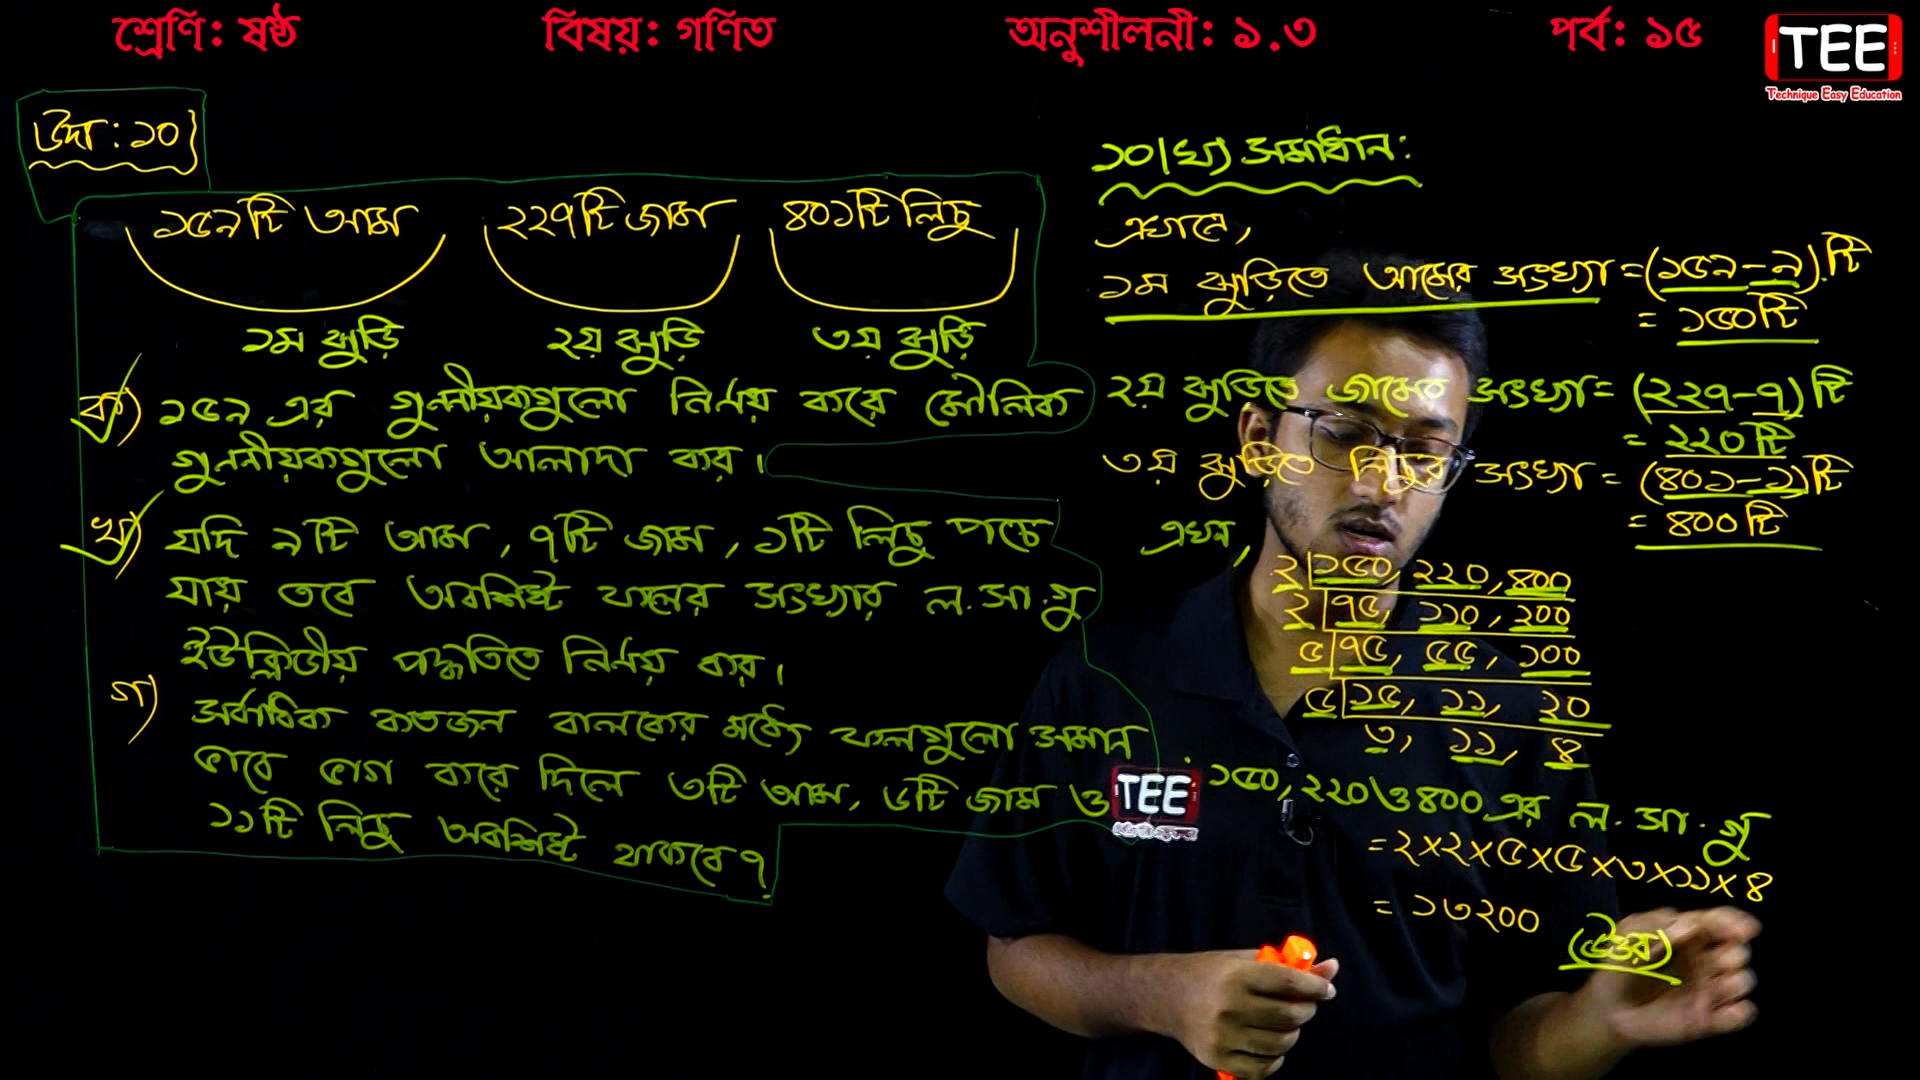 শ্রেণি: ষষ্ঠ
বিষয়: গণিত
অনুশীলনী: ১.৩
পর্ব: ১৫
TEE
Technique Easy Education
উদা : ১০
১৫৯টি আম
২২৭টি জাম
৪০১টি লিচু
১ম ঝুড়ি
২য় ঝুড়ি
৩য় ঝুড়ি
ক) ১৫৯ এর গুননীয়কগুলো নির্ণয় করে মৌলিক
গুননীয়কগুলো আলাদা কর।
খ) যদি ৯টি আম, ৭টি জাম, ১টি লিচু পচে
যায় তবে অবশিষ্ট ফলের সংখ্যার ল.সা.গু
ইউক্লিডীয় পদ্ধতিতে নির্ণয় কর।
গ) সর্বাধিক কতজন বালকের মধ্যে ফলগুলো সমান
ভাবে ভাগ করে দিলে ৩টি আম, ৬টি জাম ও
১১টি লিচু অবশিষ্ট থাকবে?
TEE
১০।খ) সমাধান:
এখানে,
১ম ঝুড়িতে আমের সংখ্যা = (১৫৯-৯) টি
= ১৫০টি
২য় ঝুড়িতে জামের সংখ্যা = (২২৭-৭) টি
= ২২০টি
৩য় ঝুড়িতে লিচুর সংখ্যা = (৪০১-১) টি
= ৪০০টি
এখন,
২ | ১৫০, ২২০, ৪০০
২ | ৭৫, ১১০, ২০০
৫ | ৭৫, ৫৫, ১০০
৫ | ১৫, ১১, ২০
৩, ১১, ৪
১৫০, ২২০ ও ৪০০ এর ল.সা.গু
= ২×২×৫×৫×৩×১১×৪
= ১৩২০০ (উত্তর)